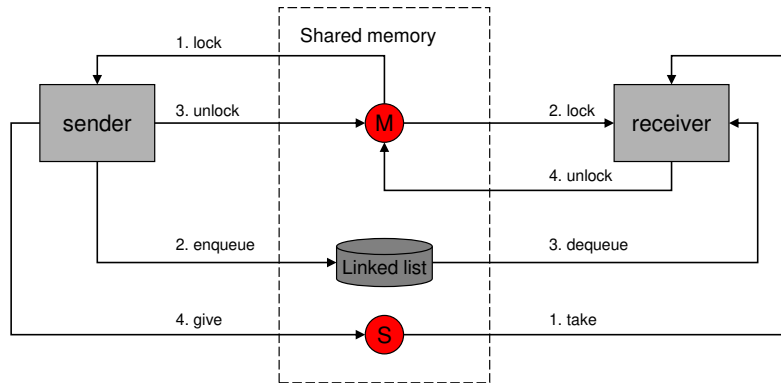 Shared memory
1. lock
sender
3. unlock
M
2. lock
receiver
4. unlock
2. enqueue
Linked list
3. dequeue
4. give
S
1. take